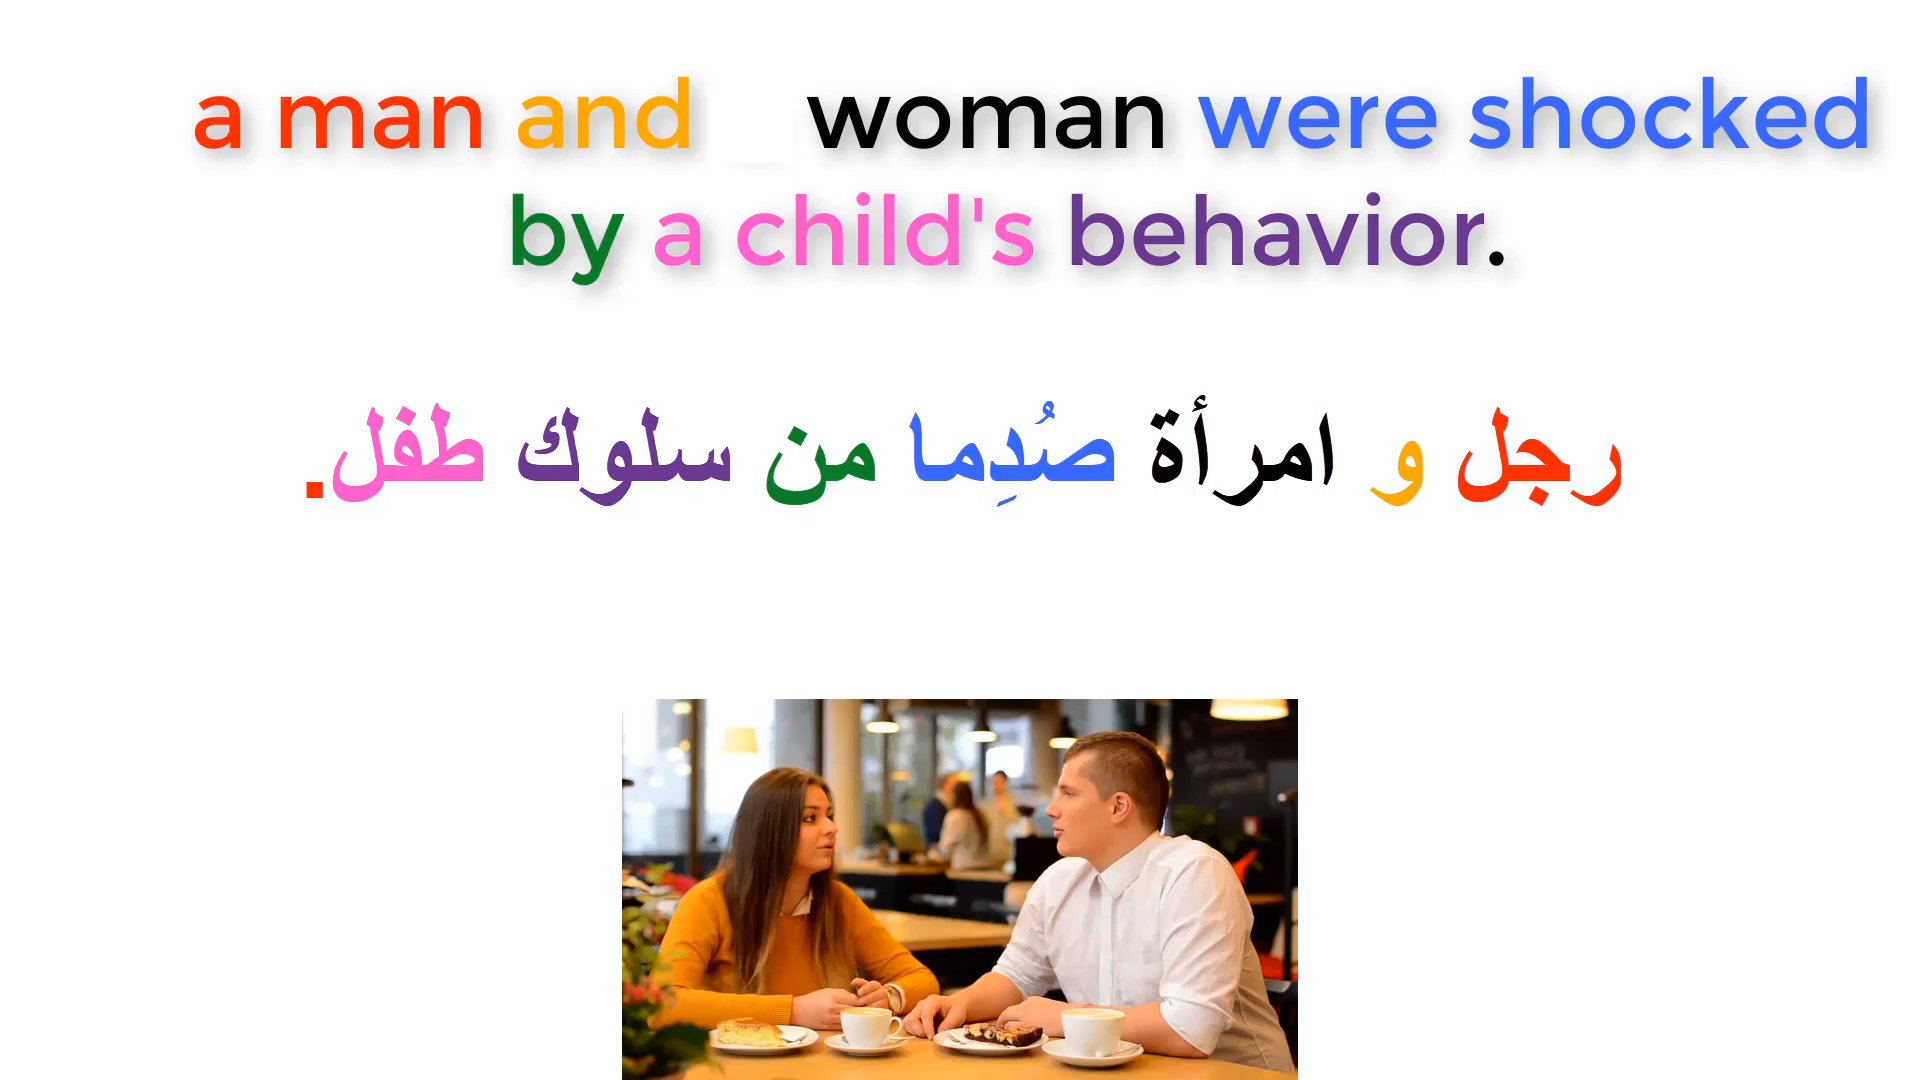 a man and woman were shocked
by a child's behavior.
رجل و امرأة صُدِما من سلوك طفل.